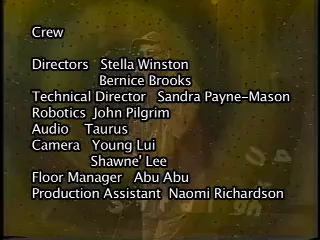 Crew
Directors Stella Winston
Bernice Brooks
Technical Director Sandra Payne-Mason
Robotics John Pilgrim
Audio Taurus
Camera Young Lui
Shawne' Lee
Floor Manager Abu Abu
Production Assistant Naomi Richardson